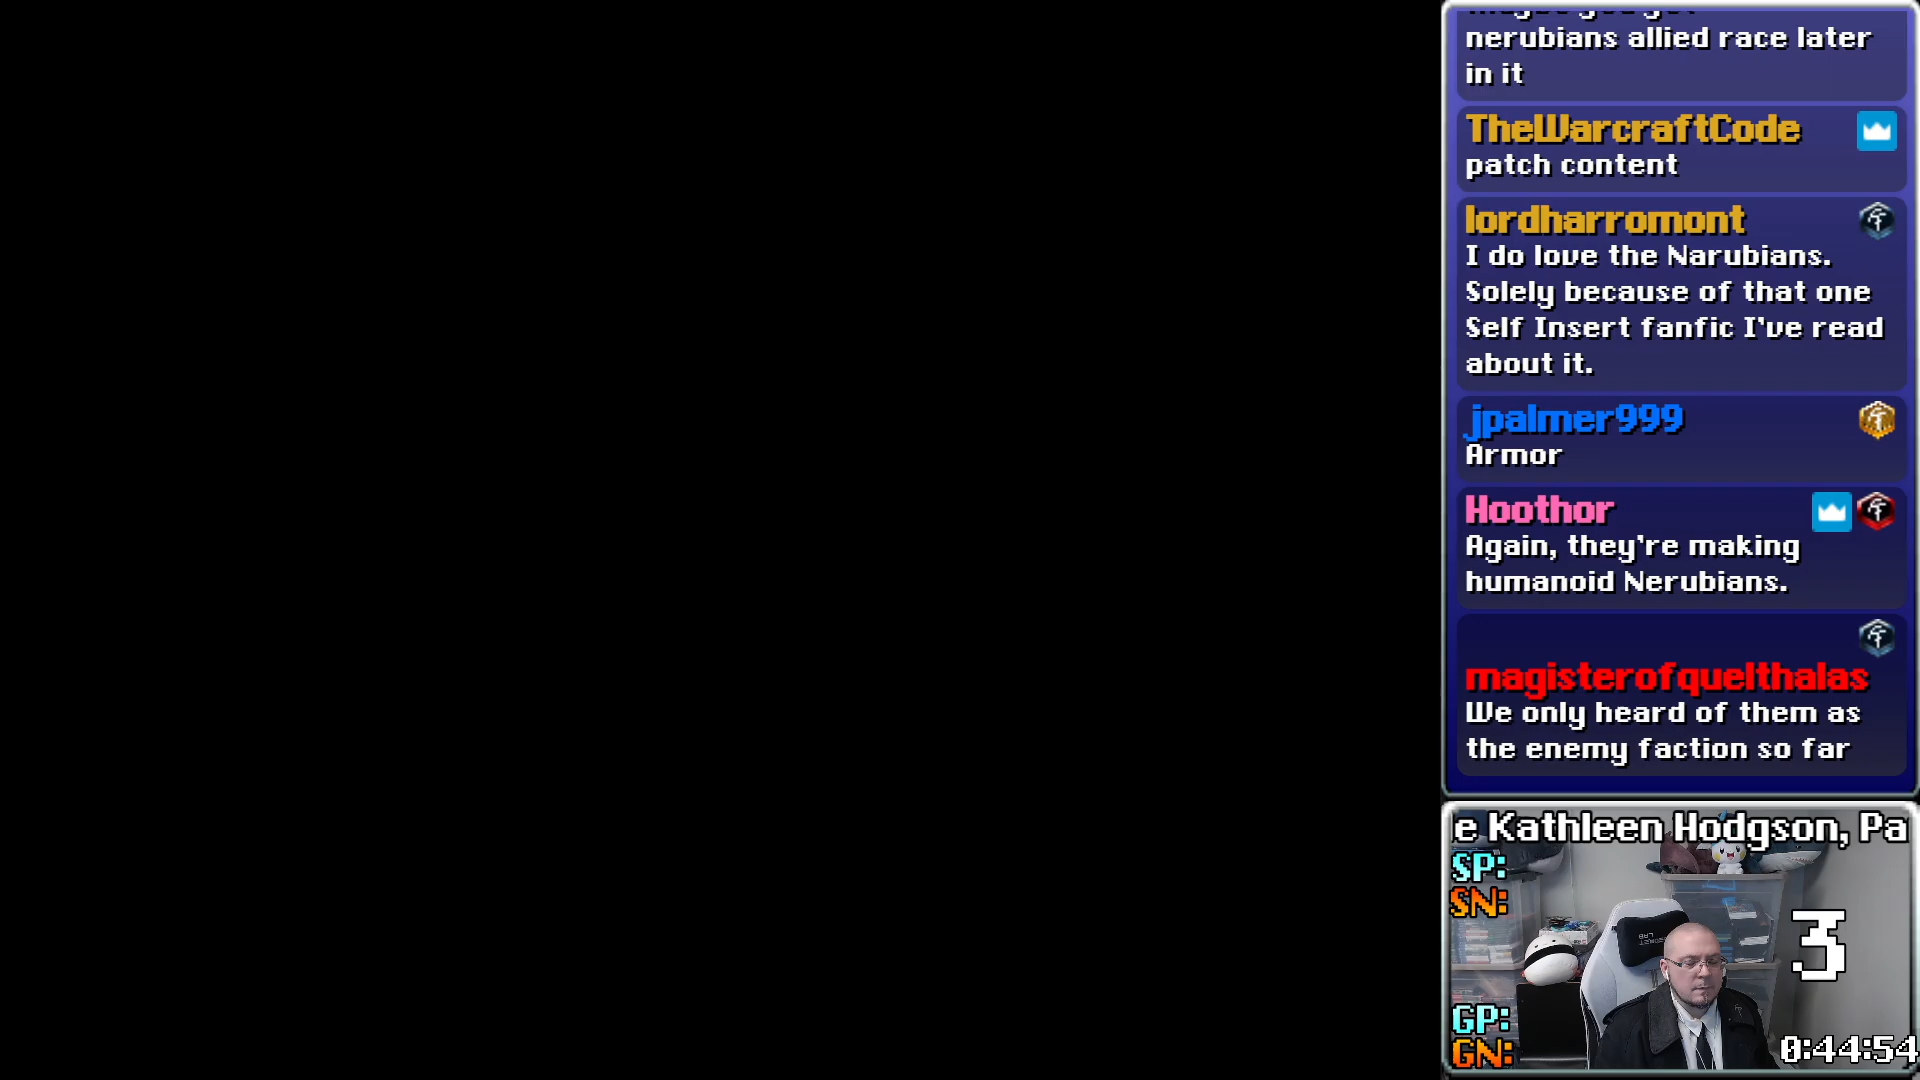 nerubians allied race later
in it
TheWarcraftCode
patch content
lordharromont
I do love the Narubians.
Solely because of that one
Self Insert fanfic I've read
about it.
jpalmer999
Armor
Hoothor
Again, they're making
humanoid Nerubians.
magisterofquelthalas
We only heard of them as
the enemy faction so far
e Kathleen Hodgson, Pa
SP:
SN:
3
GP:
GN:
0:44:54